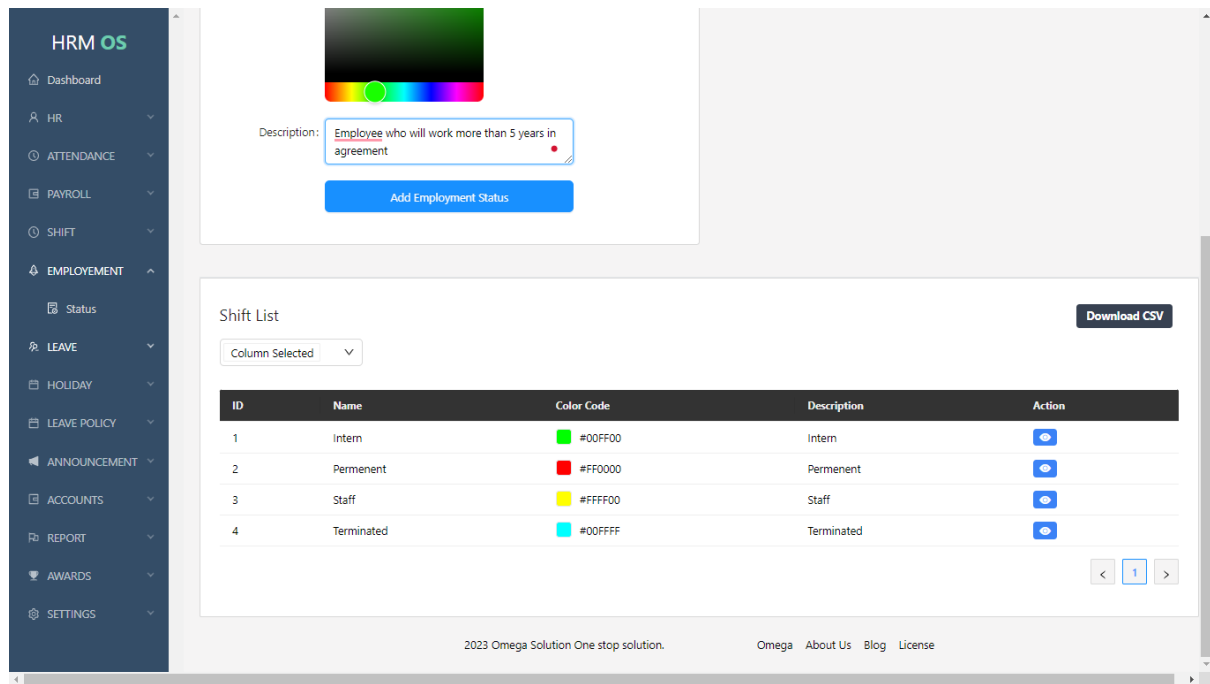 HRM OS
Dashboard
HR
ATTENDANCE
PAYROLL
SHIFT
EMPLOYEMENT
Status
LEAVE
HOLIDAY
LEAVE POLICY
ANNOUNCEMENT
ACCOUNTS
REPORT
AWARDS
SETTINGS
Description: Employee who will work more than 5 years in
agreement
Add Employment Status
Shift List
Download CSV
Column Selected
ID Name Color Code Description Action
1 Intern #00FF00 Intern
2 Permenent #FF0000 Permenent
3 Staff #FFFF00 Staff
4 Terminated #00FFFF Terminated
< 1 >
2023 Omega Solution One stop solution. Omega About Us Blog License